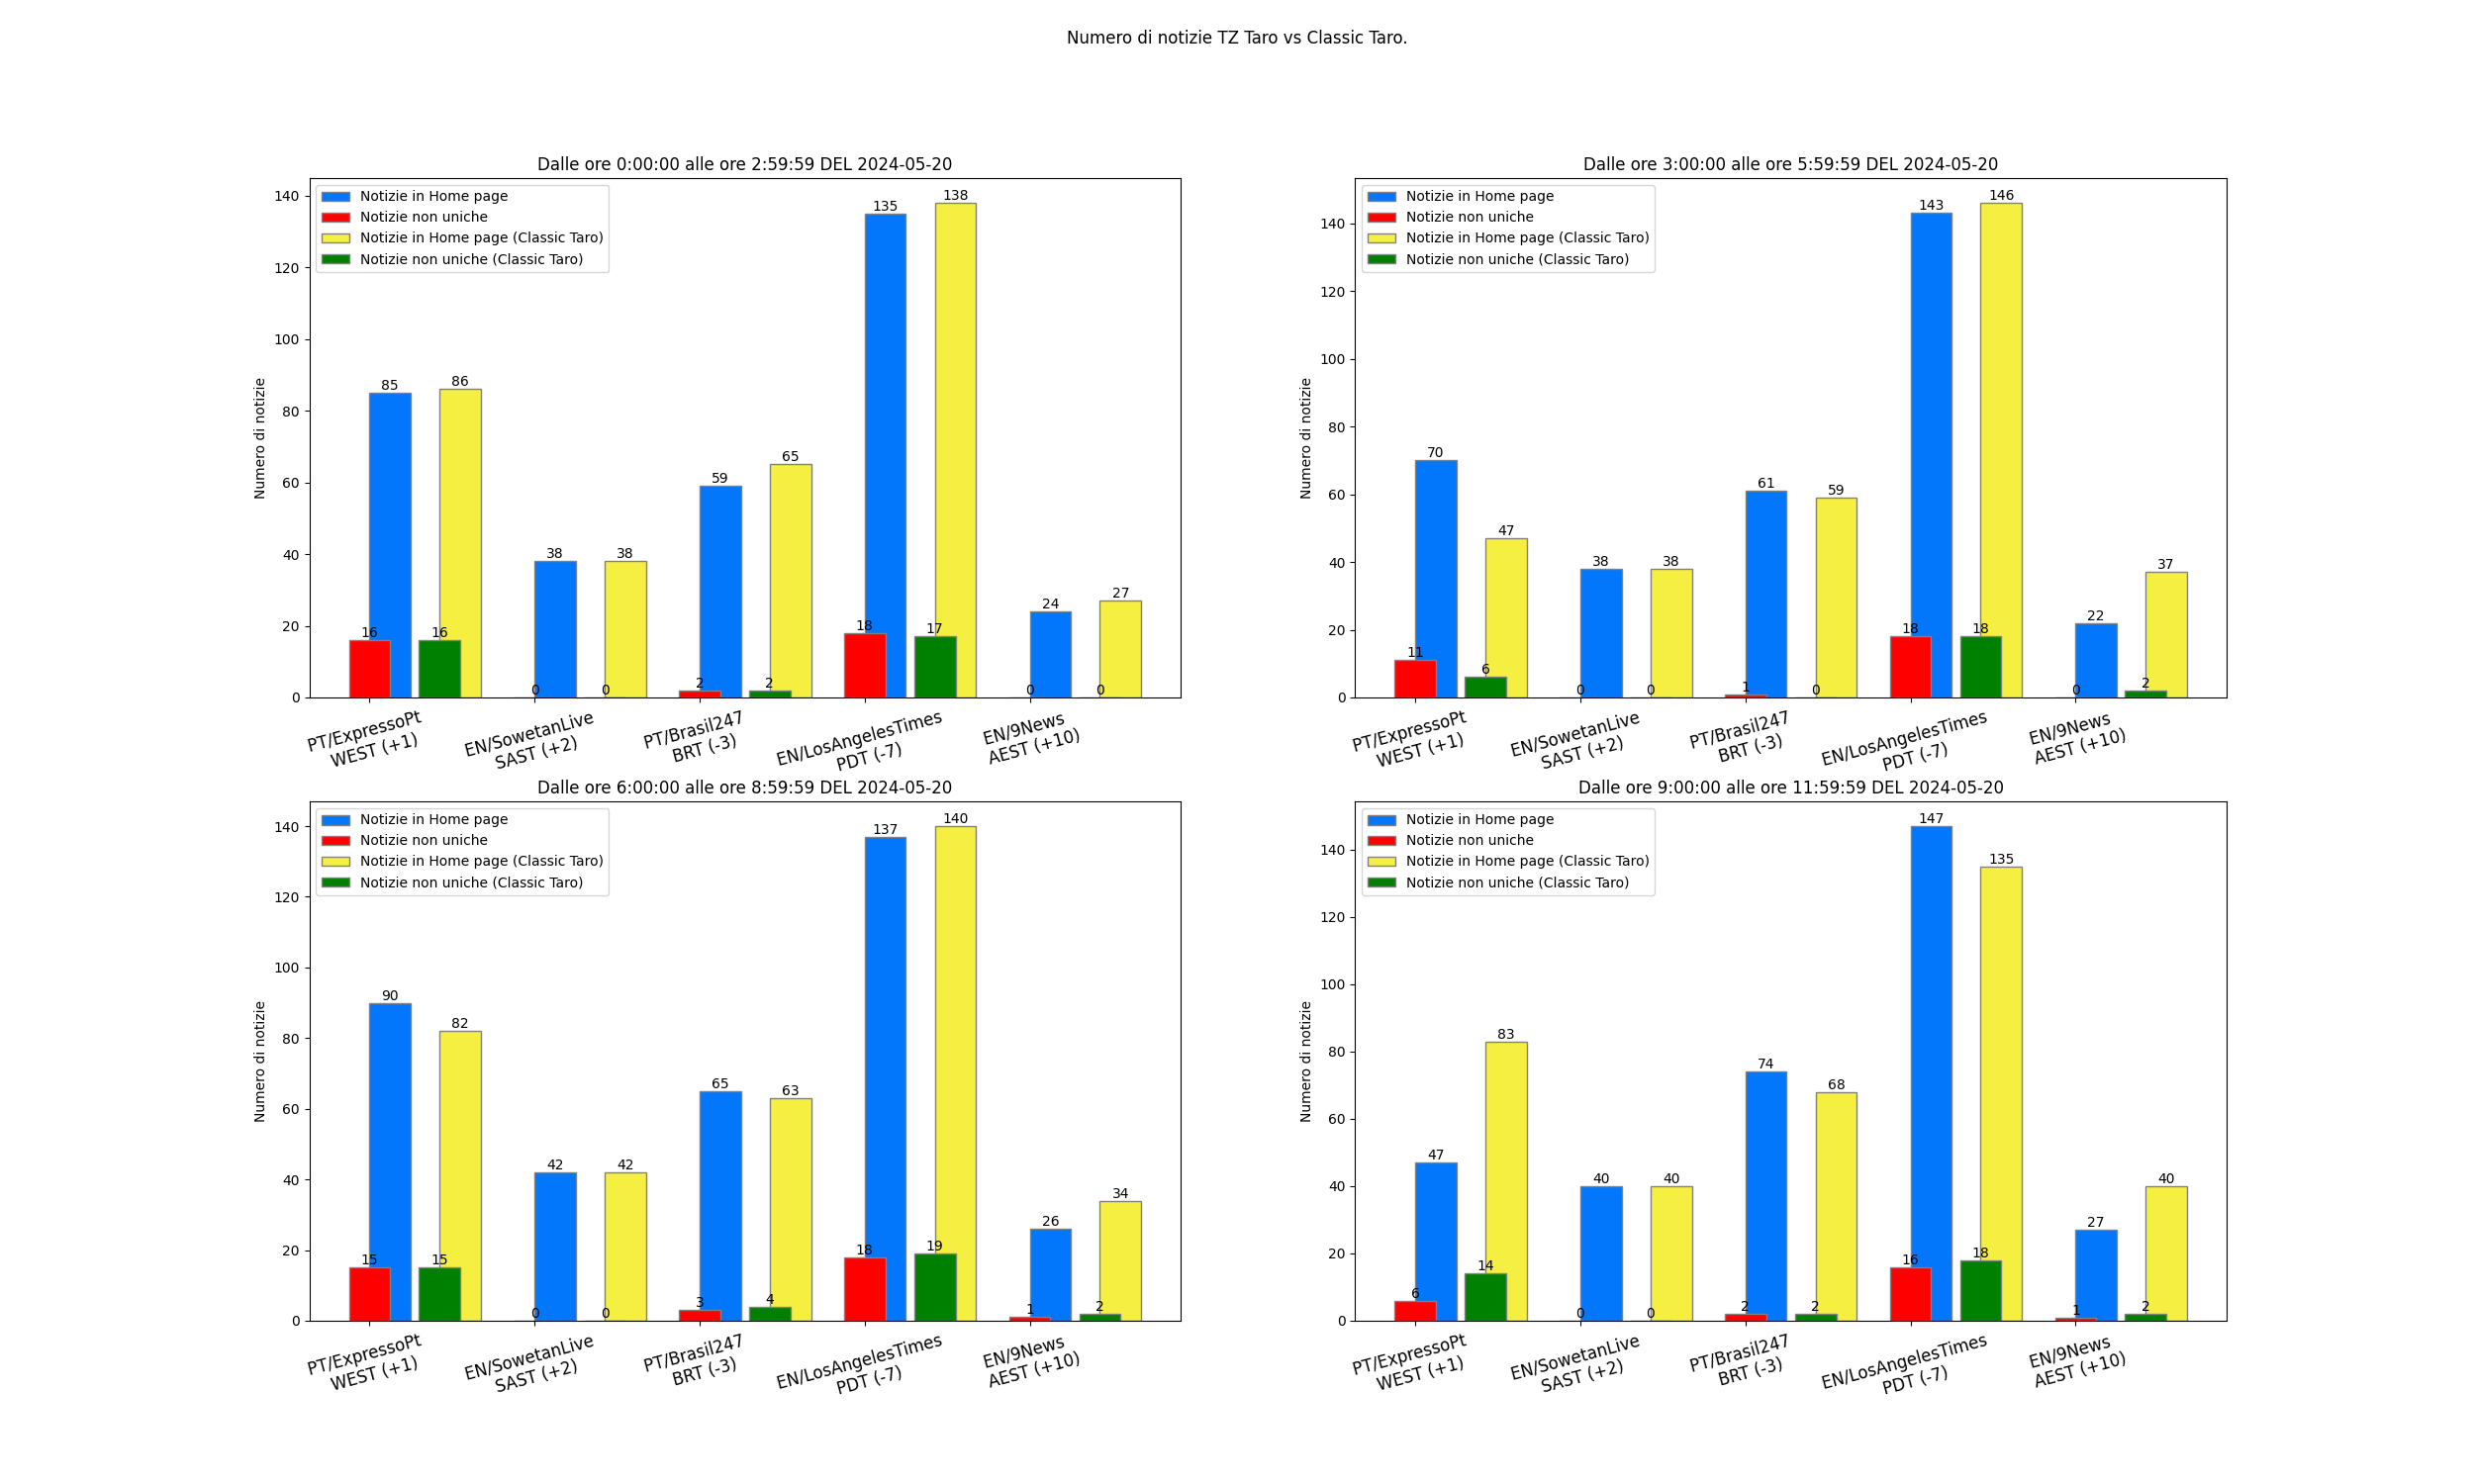 Numero di notizie TZ Taro vs Classic Taro.
Dalle ore 0:00:00 alle ore 2:59:59 DEL 2024-05-20
Numero di notizie
140
120
100
80
60
40
20
0
Notizie in Home page
Notizie non uniche
Notizie in Home page (Classic Taro)
Notizie non uniche (Classic Taro)
16 85 16 86
0 38 0 38
2 59 2 65
18 135 17 138
0 24 0 27
PT/ExpressoPt
WEST (+1)
EN/SowetanLive
SAST (+2)
PT/Brasil247
BRT (-3)
EN/LosAngelesTimes
PDT (-7)
EN/9News
AEST (+10)
Dalle ore 3:00:00 alle ore 5:59:59 DEL 2024-05-20
Numero di notizie
140
120
100
80
60
40
20
0
Notizie in Home page
Notizie non uniche
Notizie in Home page (Classic Taro)
Notizie non uniche (Classic Taro)
11 70 6 47
0 38 0 38
1 61 0 59
18 143 18 146
0 22 2 37
PT/ExpressoPt
WEST (+1)
EN/SowetanLive
SAST (+2)
PT/Brasil247
BRT (-3)
EN/LosAngelesTimes
PDT (-7)
EN/9News
AEST (+10)
Dalle ore 6:00:00 alle ore 8:59:59 DEL 2024-05-20
Numero di notizie
140
120
100
80
60
40
20
0
Notizie in Home page
Notizie non uniche
Notizie in Home page (Classic Taro)
Notizie non uniche (Classic Taro)
15 90 15 82
0 42 0 42
3 65 4 63
18 137 19 140
1 26 2 34
PT/ExpressoPt
WEST (+1)
EN/SowetanLive
SAST (+2)
PT/Brasil247
BRT (-3)
EN/LosAngelesTimes
PDT (-7)
EN/9News
AEST (+10)
Dalle ore 9:00:00 alle ore 11:59:59 DEL 2024-05-20
Numero di notizie
140
120
100
80
60
40
20
0
Notizie in Home page
Notizie non uniche
Notizie in Home page (Classic Taro)
Notizie non uniche (Classic Taro)
6 47 14 83
0 40 0 40
2 74 2 68
16 147 18 135
1 27 2 40
PT/ExpressoPt
WEST (+1)
EN/SowetanLive
SAST (+2)
PT/Brasil247
BRT (-3)
EN/LosAngelesTimes
PDT (-7)
EN/9News
AEST (+10)